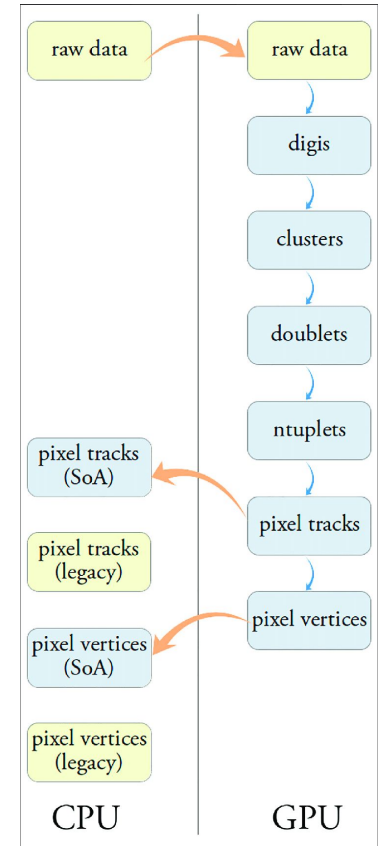 raw data
raw data
digis
clusters
doublets
ntuplets
pixel tracks
(SoA)
pixel tracks
pixel tracks
(legacy)
pixel vertices
pixel vertices
(SoA)
pixel vertices
(legacy)
CPU
GPU